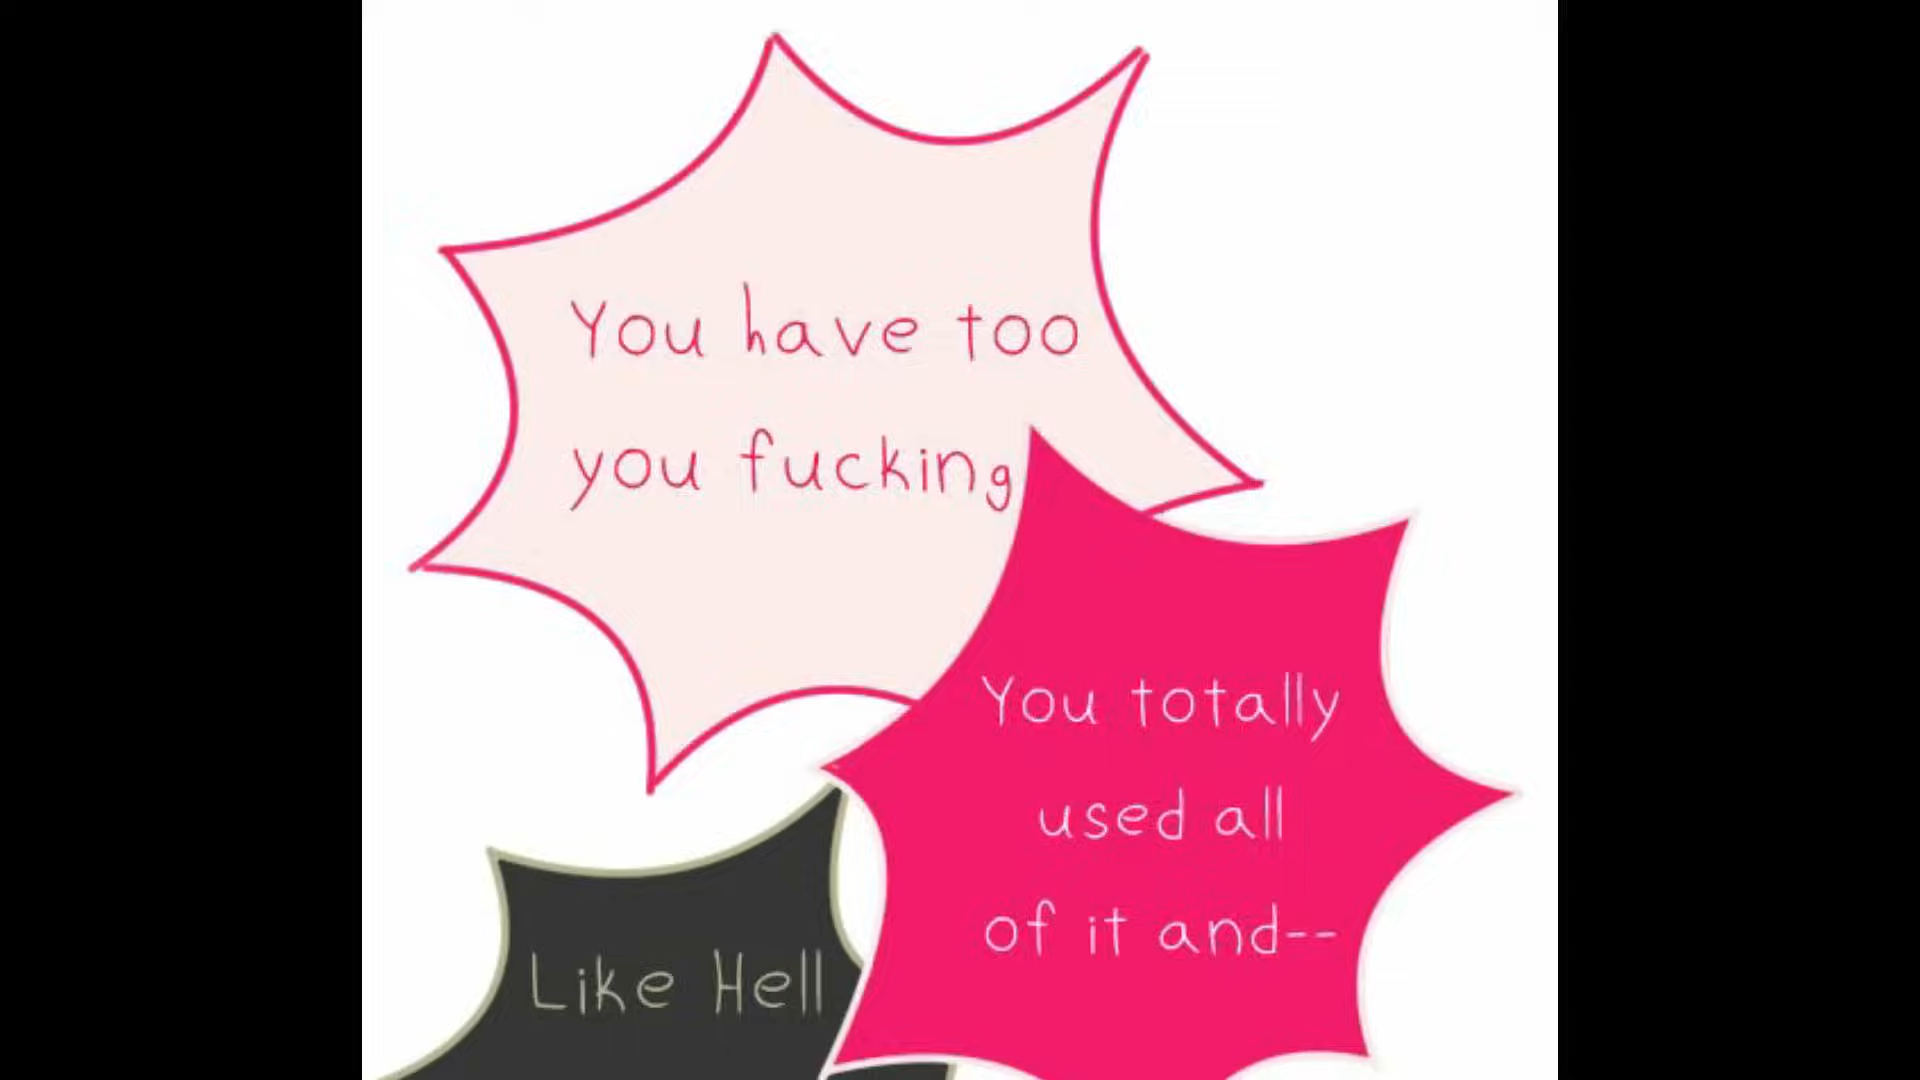 You have too
you fucking
You totally
used all
of it and--
Like Hell